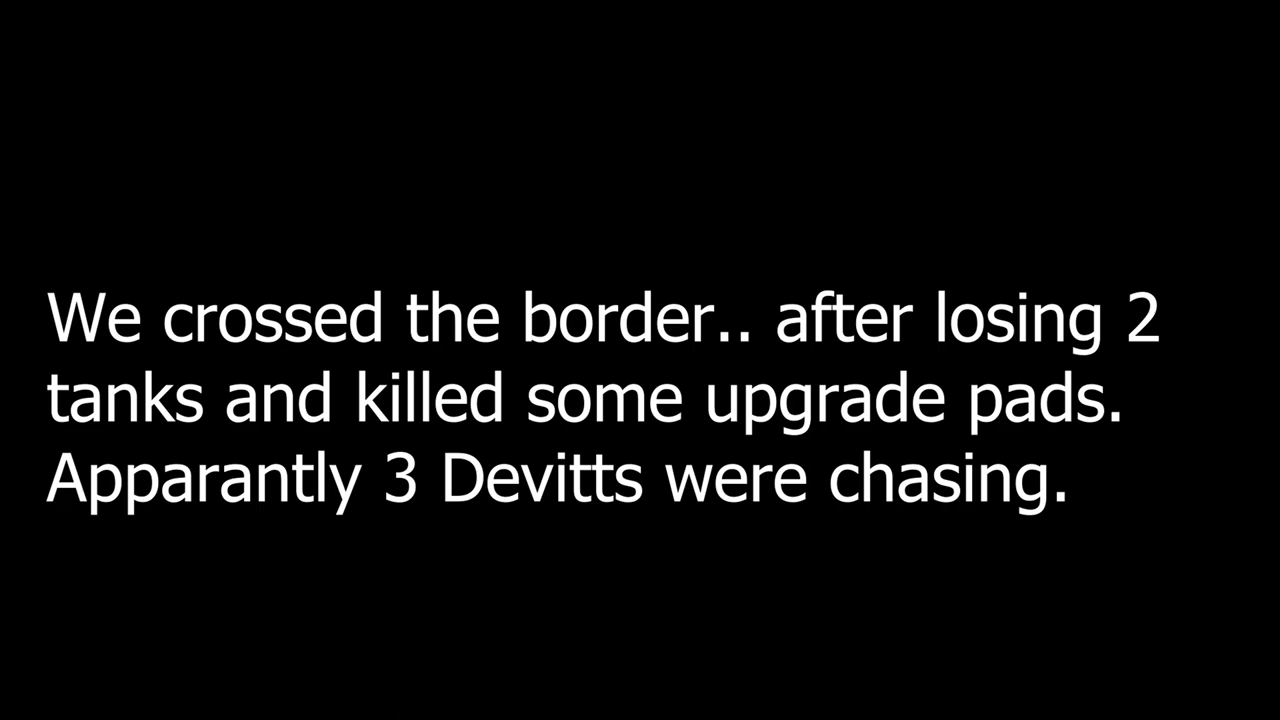 We crossed the border.. after losing 2
tanks and killed some upgrade pads.
Apparantly 3 Devitts were chasing.